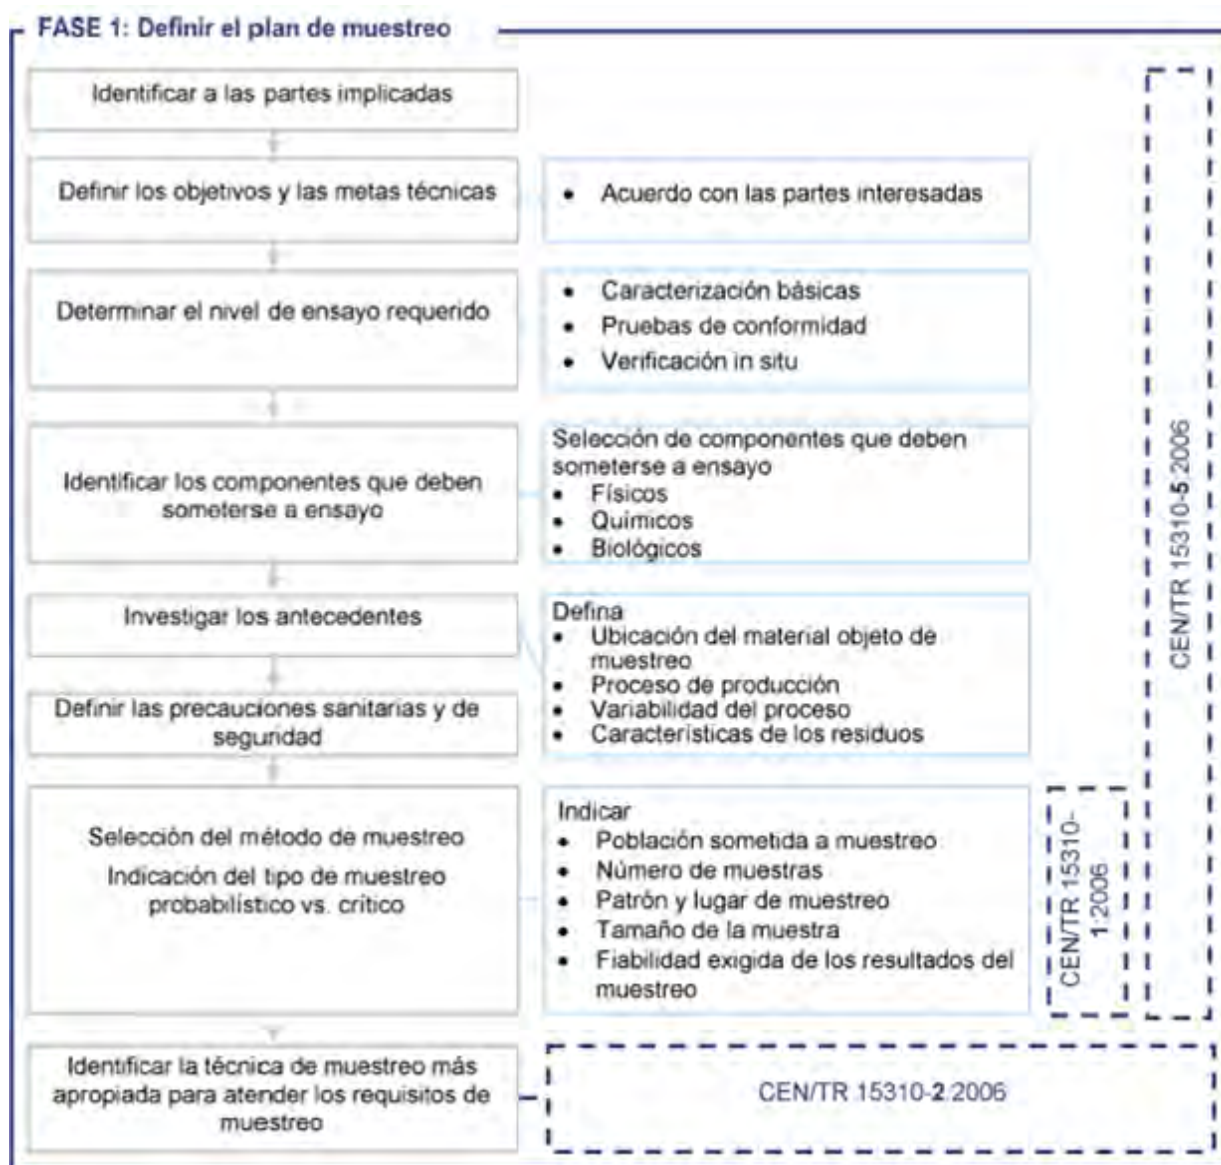 FASE 1: Definir el plan de muestreo
Identificar a las partes implicadas
Definir los objetivos y las metas técnicas
• Acuerdo con las partes interesadas
Determinar el nivel de ensayo requerido
• Caracterización básicas
• Pruebas de conformidad
• Verificación in situ
Identificar los componentes que deben
someterse a ensayo
Selección de componentes que deben
someterse a ensayo
• Físicos
• Químicos
• Biológicos
Investigar los antecedentes
Defina
• Ubicación del material objeto de
muestreo
• Proceso de producción
• Variabilidad del proceso
• Características de los residuos
Definir las precauciones sanitarias y de
seguridad
Selección del método de muestreo
Indicación del tipo de muestreo
probabilístico vs. crítico
Indicar
• Población sometida a muestreo
• Número de muestras
• Patrón y lugar de muestreo
• Tamaño de la muestra
• Fiabilidad exigida de los resultados del
muestreo
CEN/TR 15310-
1:2006
CEN/TR 15310-5:2006
Identificar la técnica de muestreo más
apropiada para atender los requisitos de
muestreo
CEN/TR 15310-2:2006